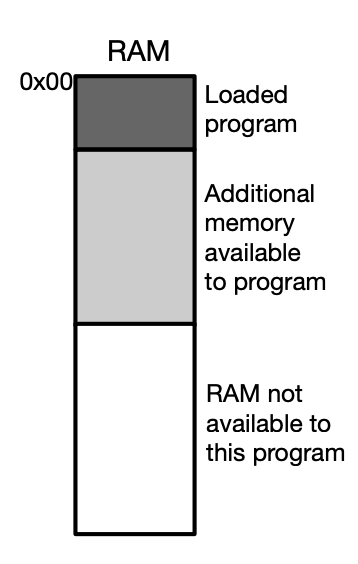 RAM
0x00
Loaded
program
Additional
memory
available
to program
RAM not
available to
this program